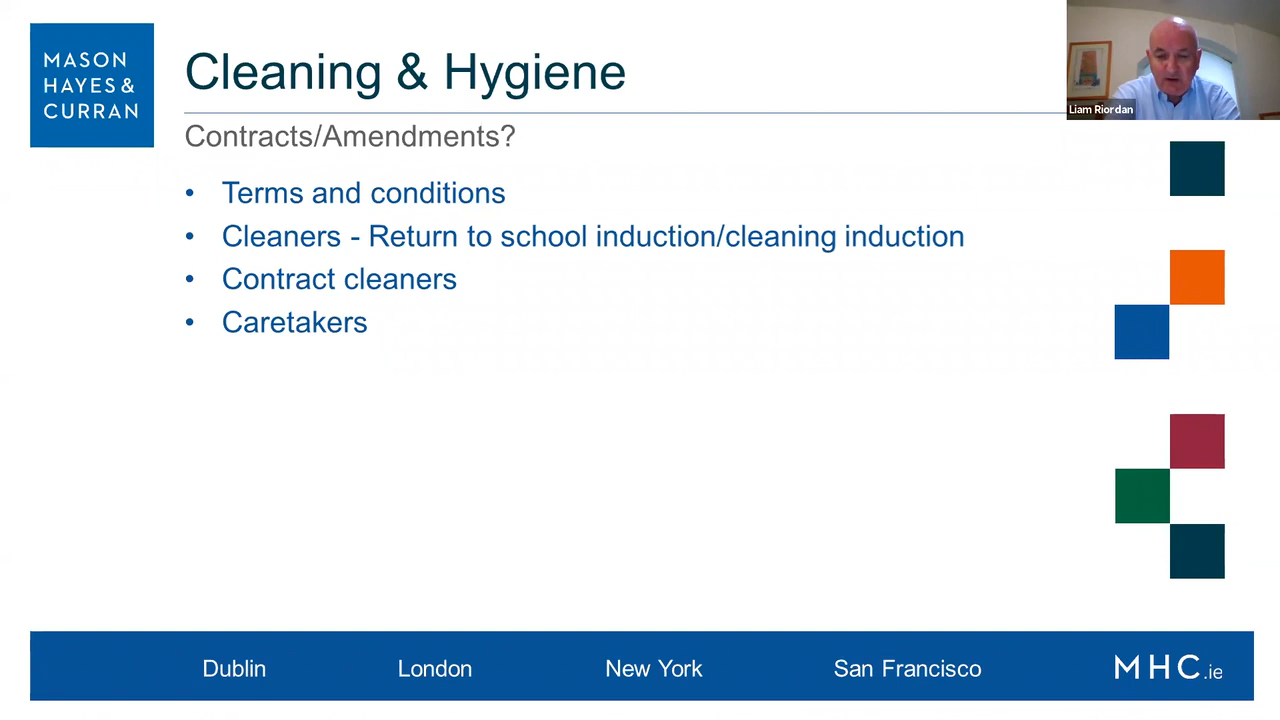 MASON
HAYES &
CURRAN
Cleaning & Hygiene
Liam Riordan
Contracts/Amendments?
• Terms and conditions
• Cleaners - Return to school induction/cleaning induction
• Contract cleaners
• Caretakers
Dublin London New York San Francisco MHC.ie